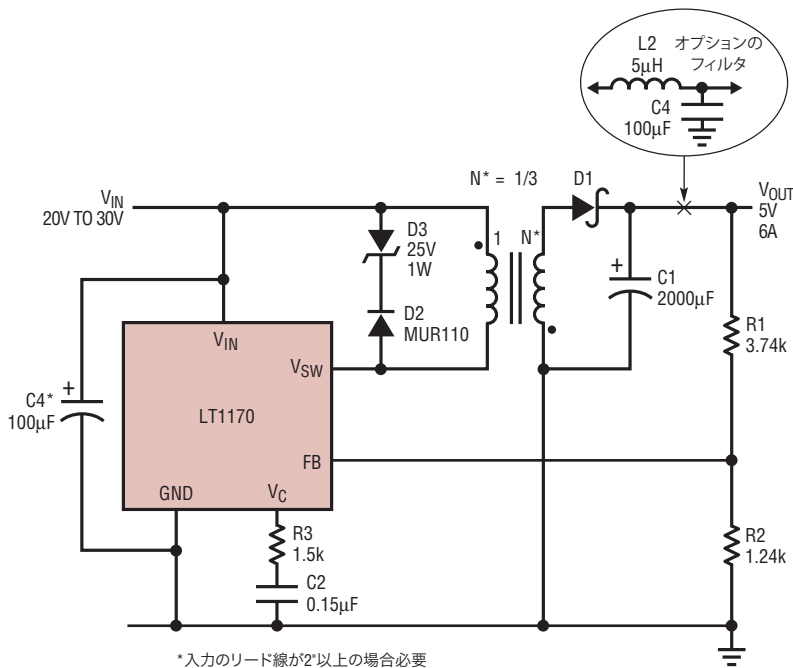 L2
5μH
オプションの
フィルタ
C4
100μF
N* = 1/3
D1
VIN
20V TO 30V
VOUT
5V
6A
D3
25V
1W
1
N*
+
C1
2000μF
D2
MUR110
R1
3.74k
VIN
VSW
C4*
100μF
+
LT1170
FB
GND
VC
R3
1.5k
R2
1.24k
C2
0.15μF
*入力のリード線が2"以上の場合必要